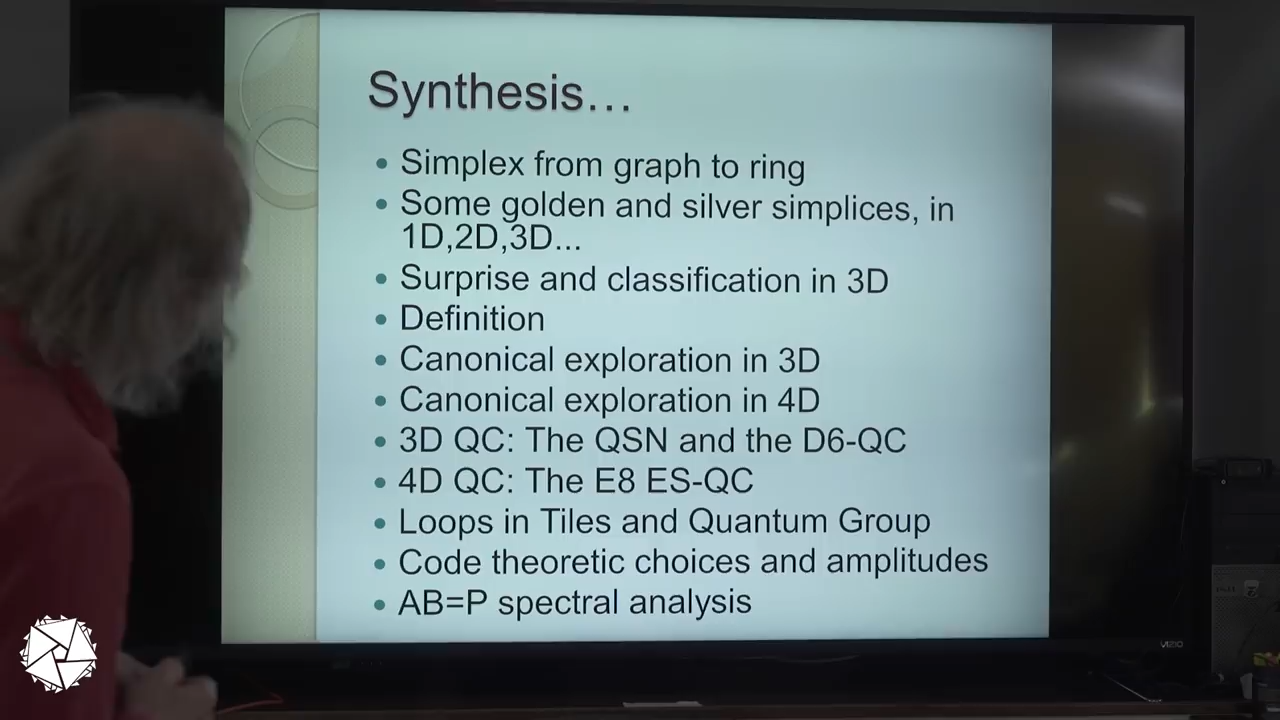 Synthesis…
• Simplex from graph to ring
• Some golden and silver simplices, in
1D,2D,3D...
• Surprise and classification in 3D
• Definition
• Canonical exploration in 3D
• Canonical exploration in 4D
• 3D QC: The QSN and the D6-QC
• 4D QC: The E8 ES-QC
• Loops in Tiles and Quantum Group
• Code theoretic choices and amplitudes
• AB=P spectral analysis
VIZIO